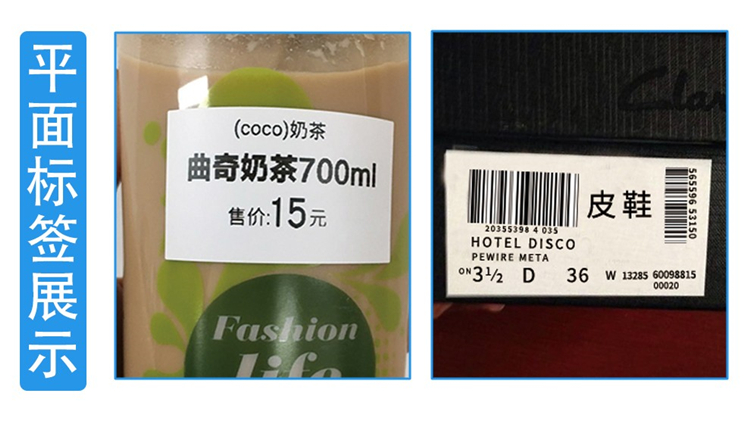 平面标签展示
(coco)奶茶
曲奇奶茶700ml
售价:15元
Fashion
life
Clar
20355398 4 035
皮鞋
565596 53150
HOTEL DISCO
PEWIRE META
ON 3½ D 36 W 13285 60098815
00020